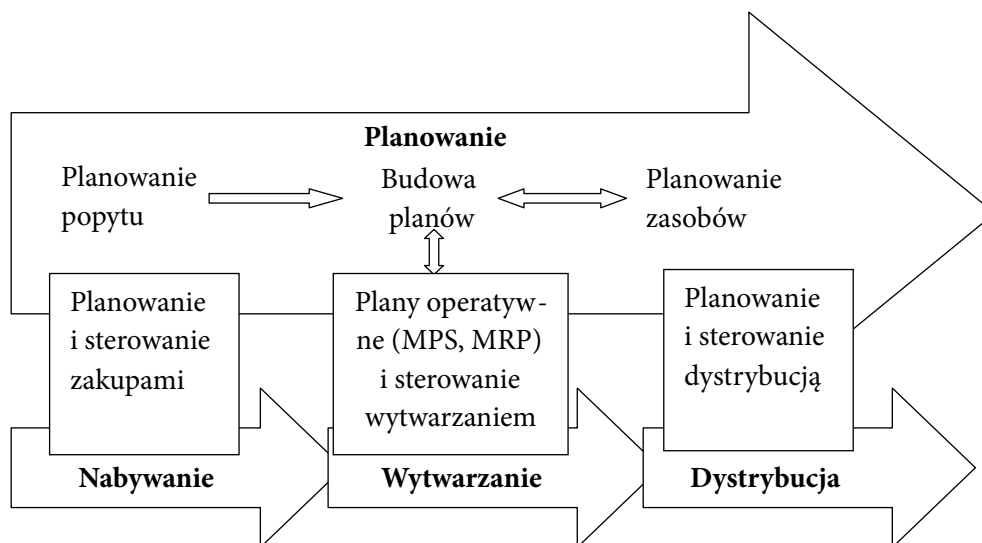 Planowanie
Planowanie
popytu
Budowa
planów
Planowanie
zasobów
Planowanie
i sterowanie
zakupami
Plany operatyw-
ne (MPS, MRP)
i sterowanie
wytwarzaniem
Planowanie
i sterowanie
dystrybucją
Nabywanie
Wytwarzanie
Dystrybucja